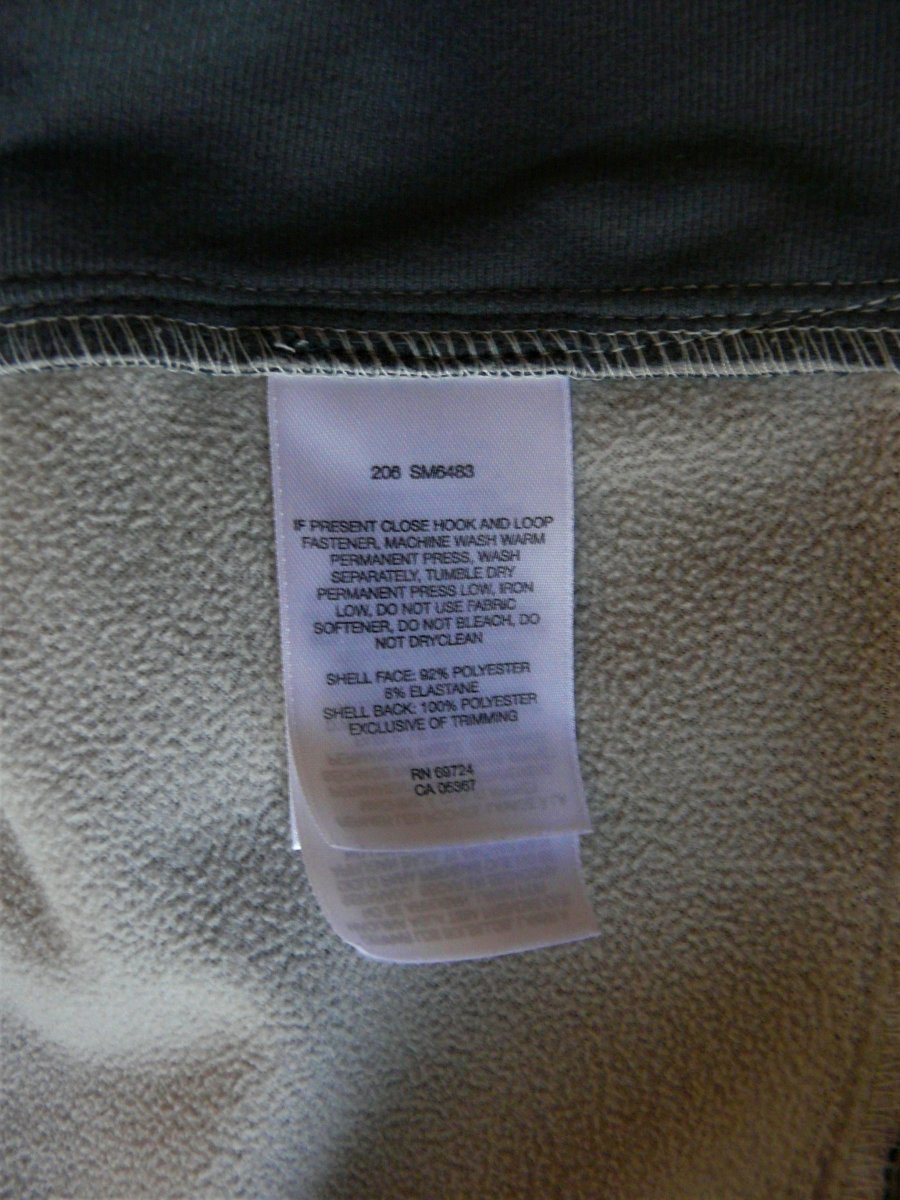 206 SM6483
IF PRESENT CLOSE HOOK AND LOOP
FASTENER, MACHINE WASH WARM
PERMANENT PRESS, WASH
SEPARATELY, TUMBLE DRY
PERMANENT PRESS LOW, IRON
LOW, DO NOT USE FABRIC
SOFTENER, DO NOT BLEACH, DO
NOT DRYCLEAN
SHELL FACE: 92% POLYESTER
8% ELASTANE
SHELL BACK: 100% POLYESTER
EXCLUSIVE OF TRIMMING
RN 69724
CA 05367